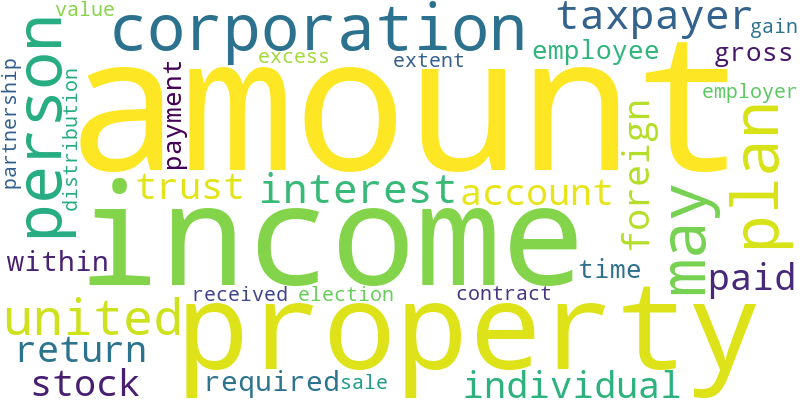 value
corporation
taxpayer
gain
person
excess
extent
employee
gross
amount
partnership
distribution
payment
employer
foreign
plan
trust
interest
account
may
income
within
time
paid
received
election
contract
united
property
return
stock
required
sale
individual